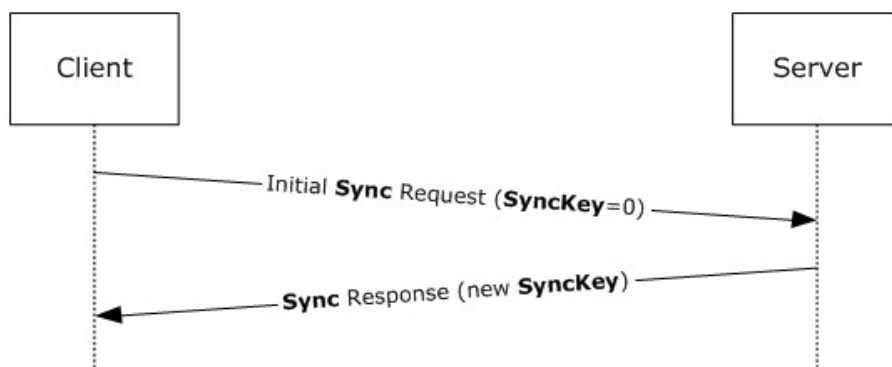 Client
Server
Initial Sync Request (SyncKey=0)
Sync Response (new SyncKey)